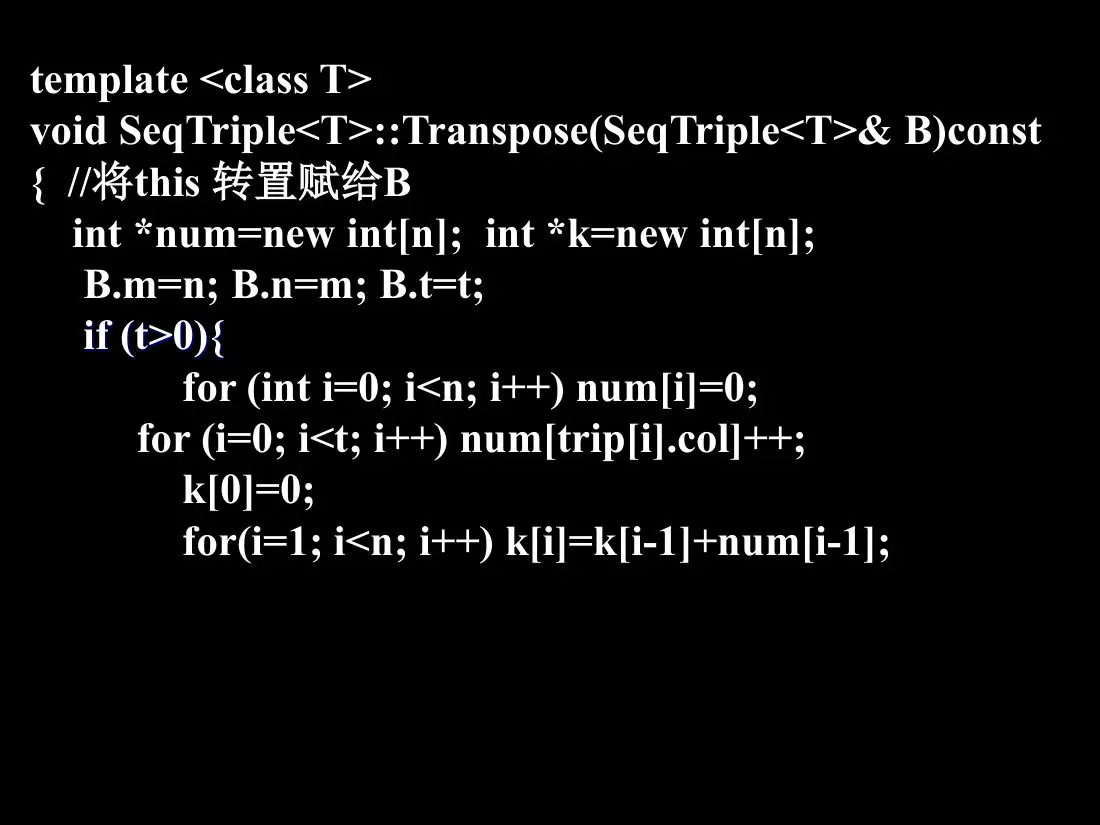 template <class T>
void SeqTriple<T>::Transpose(SeqTriple<T>& B)const
{  //将this 转置赋给B
int *num=new int[n];  int *k=new int[n];
B.m=n; B.n=m; B.t=t;
if (t>0){
for (int i=0; i<n; i++) num[i]=0;
for (i=0; i<t; i++) num[trip[i].col]++;
k[0]=0;
for(i=1; i<n; i++) k[i]=k[i-1]+num[i-1];